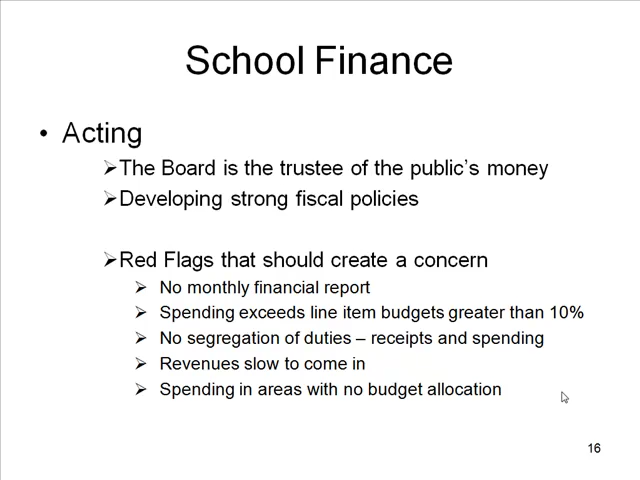 School Finance
• Acting
➢The Board is the trustee of the public's money
➢Developing strong fiscal policies
➢Red Flags that should create a concern
➢ No monthly financial report
➢ Spending exceeds line item budgets greater than 10%
➢ No segregation of duties – receipts and spending
➢ Revenues slow to come in
➢ Spending in areas with no budget allocation
16